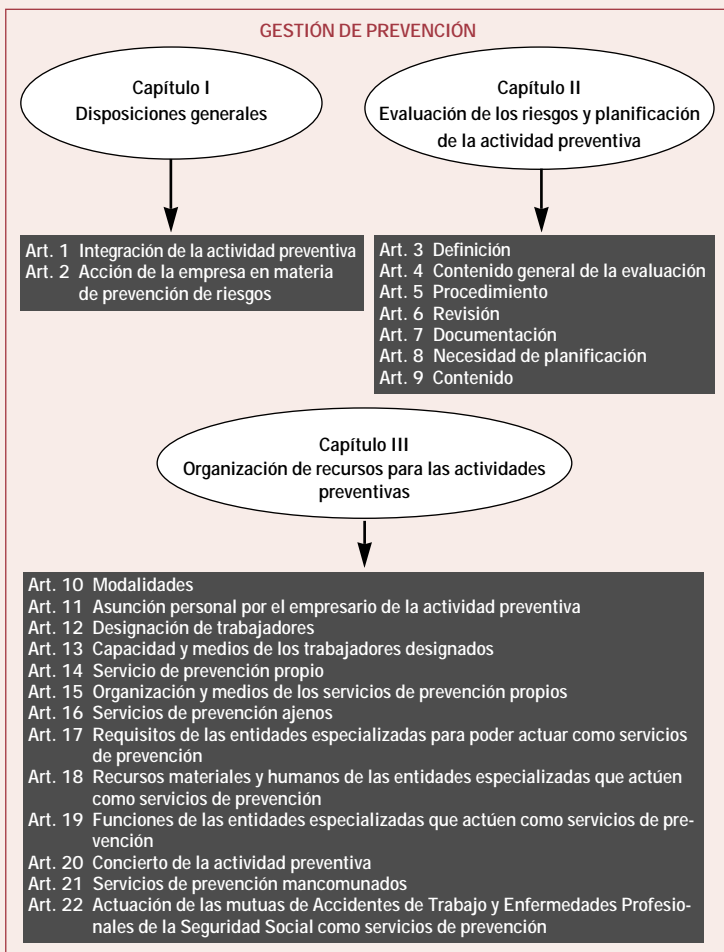 GESTIÓN DE PREVENCIÓN
Capítulo I
Disposiciones generales
Capítulo II
Evaluación de los riesgos y planificación
de la actividad preventiva
Art. 1 Integración de la actividad preventiva
Art. 2 Acción de la empresa en materia
de prevención de riesgos
Art. 3 Definición
Art. 4 Contenido general de la evaluación
Art. 5 Procedimiento
Art. 6 Revisión
Art. 7 Documentación
Art. 8 Necesidad de planificación
Art. 9 Contenido
Capítulo III
Organización de recursos para las actividades
preventivas
Art. 10 Modalidades
Art. 11 Asunción personal por el empresario de la actividad preventiva
Art. 12 Designación de trabajadores
Art. 13 Capacidad y medios de los trabajadores designados
Art. 14 Servicio de prevención propio
Art. 15 Organización y medios de los servicios de prevención propios
Art. 16 Servicios de prevención ajenos
Art. 17 Requisitos de las entidades especializadas para poder actuar como servicios
de prevención
Art. 18 Recursos materiales y humanos de las entidades especializadas que actúen
como servicios de prevención
Art. 19 Funciones de las entidades especializadas que actúen como servicios de pre-
vención
Art. 20 Concierto de la actividad preventiva
Art. 21 Servicios de prevención mancomunados
Art. 22 Actuación de las mutuas de Accidentes de Trabajo y Enfermedades Profesio-
nales de la Seguridad Social como servicios de prevención